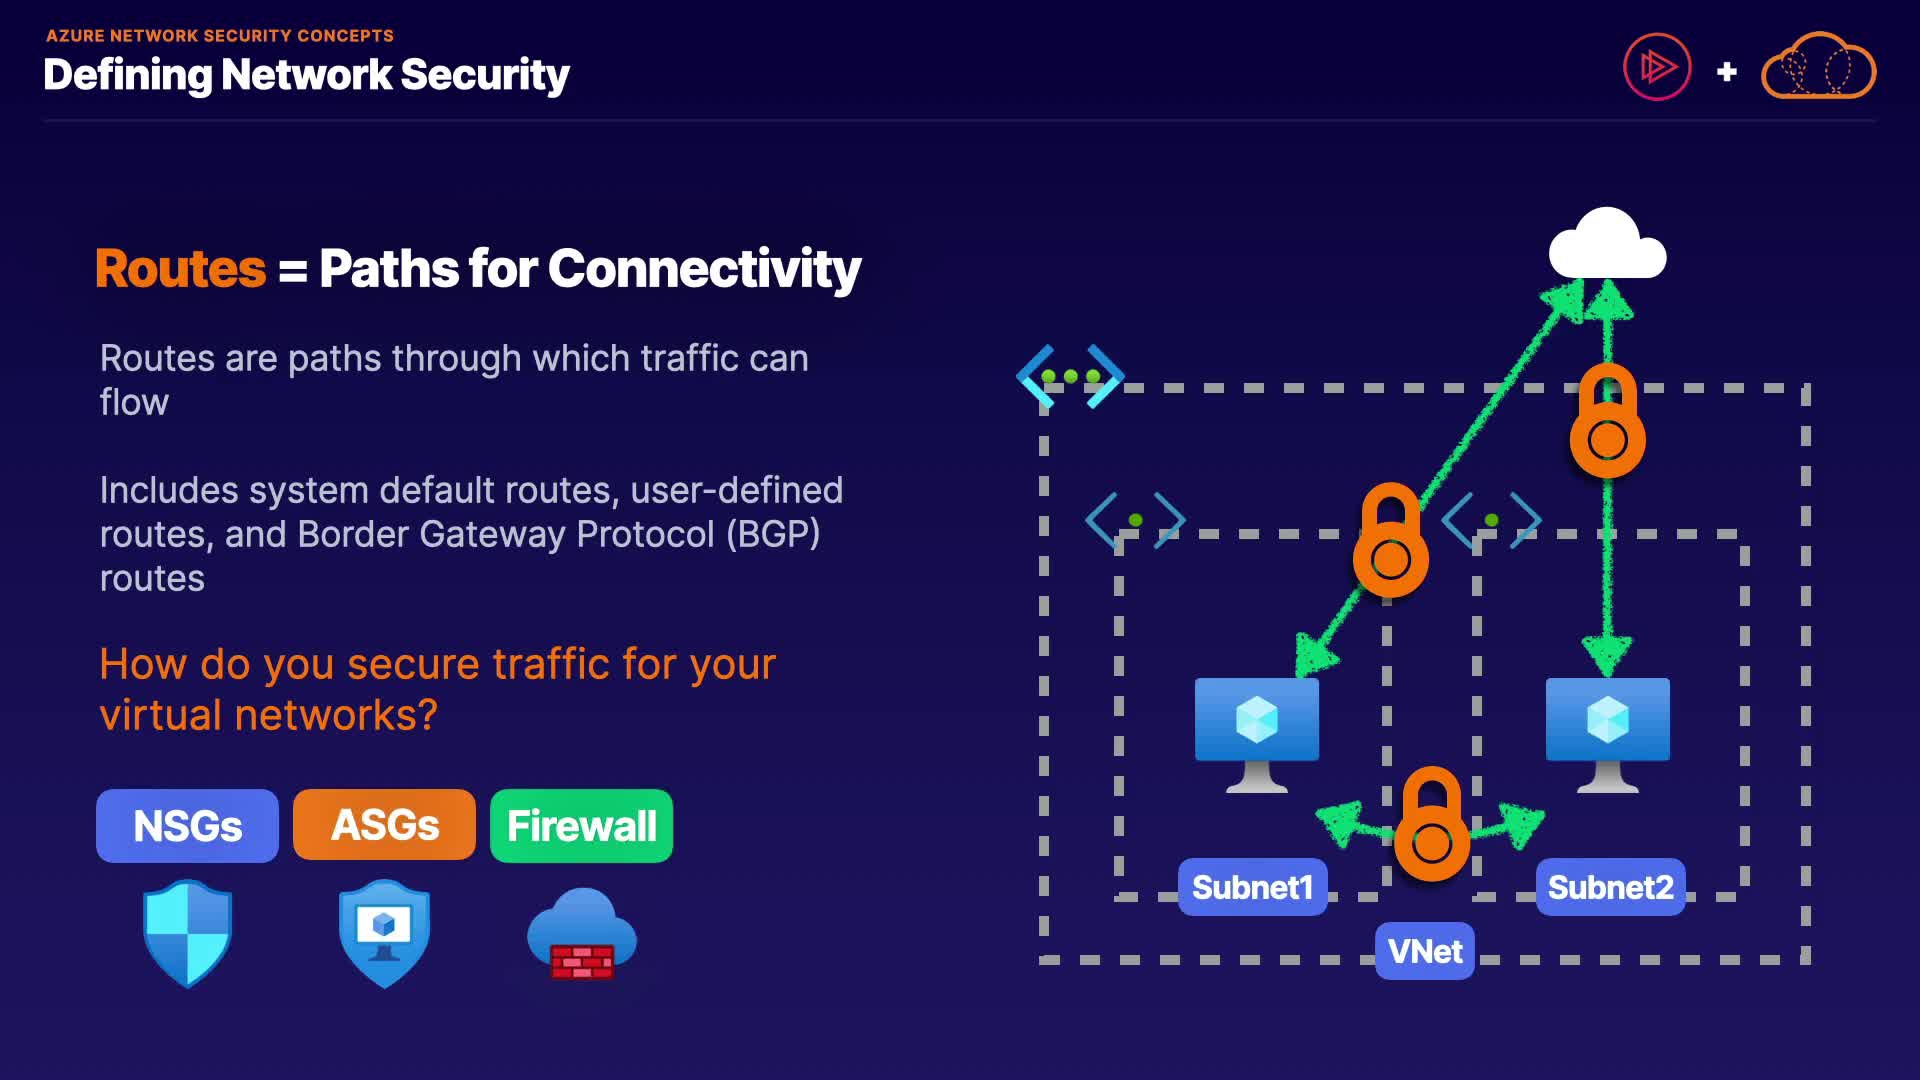 AZURE NETWORK SECURITY CONCEPTS
Defining Network Security
+
Routes = Paths for Connectivity
Routes are paths through which traffic can
flow
Includes system default routes, user-defined
routes, and Border Gateway Protocol (BGP)
routes
How do you secure traffic for your
virtual networks?
NSGs
ASGs
Firewall
Subnet1
Subnet2
VNet